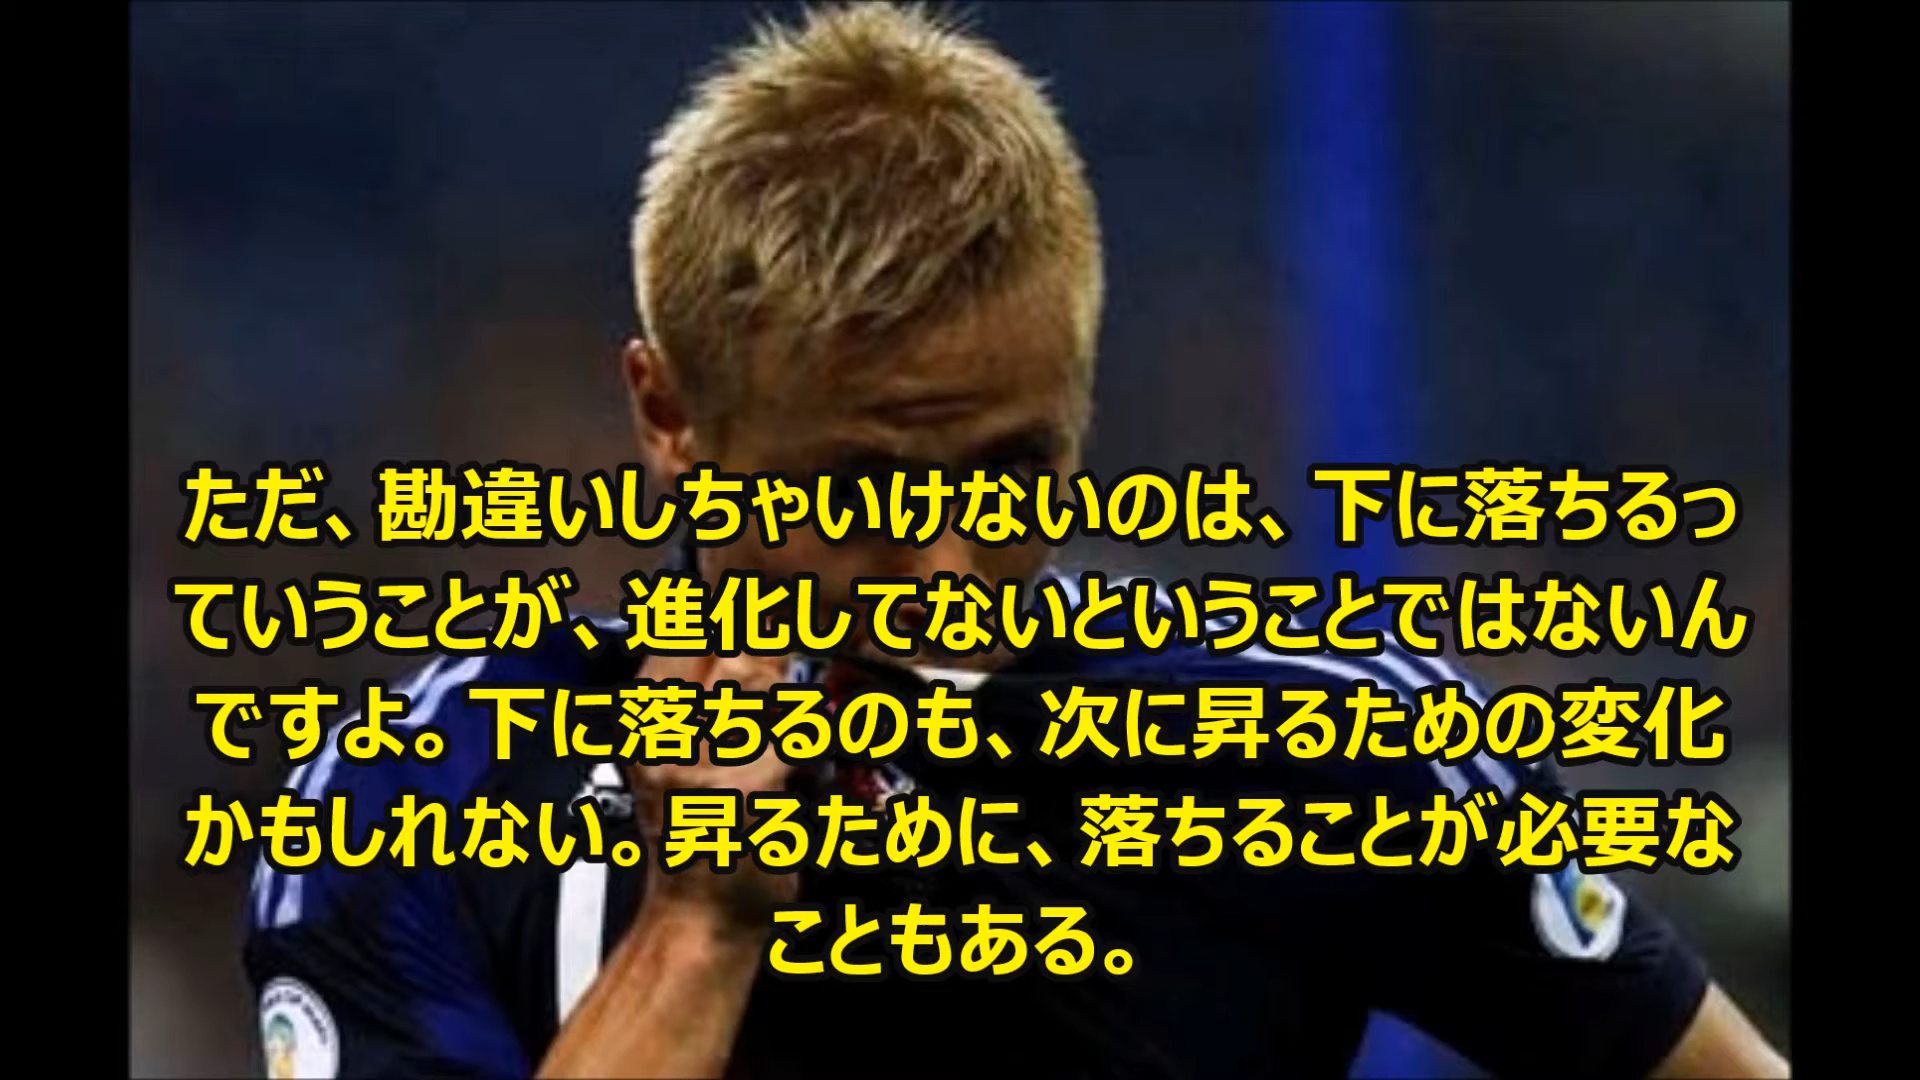 ただ、勘違いしちゃいけないのは、下に落ちるっ
ていうことが、進化してないということではないん
ですよ。下に落ちるのも、次に昇るための変化
かもしれない。昇るために、落ちることが必要な
こともある。